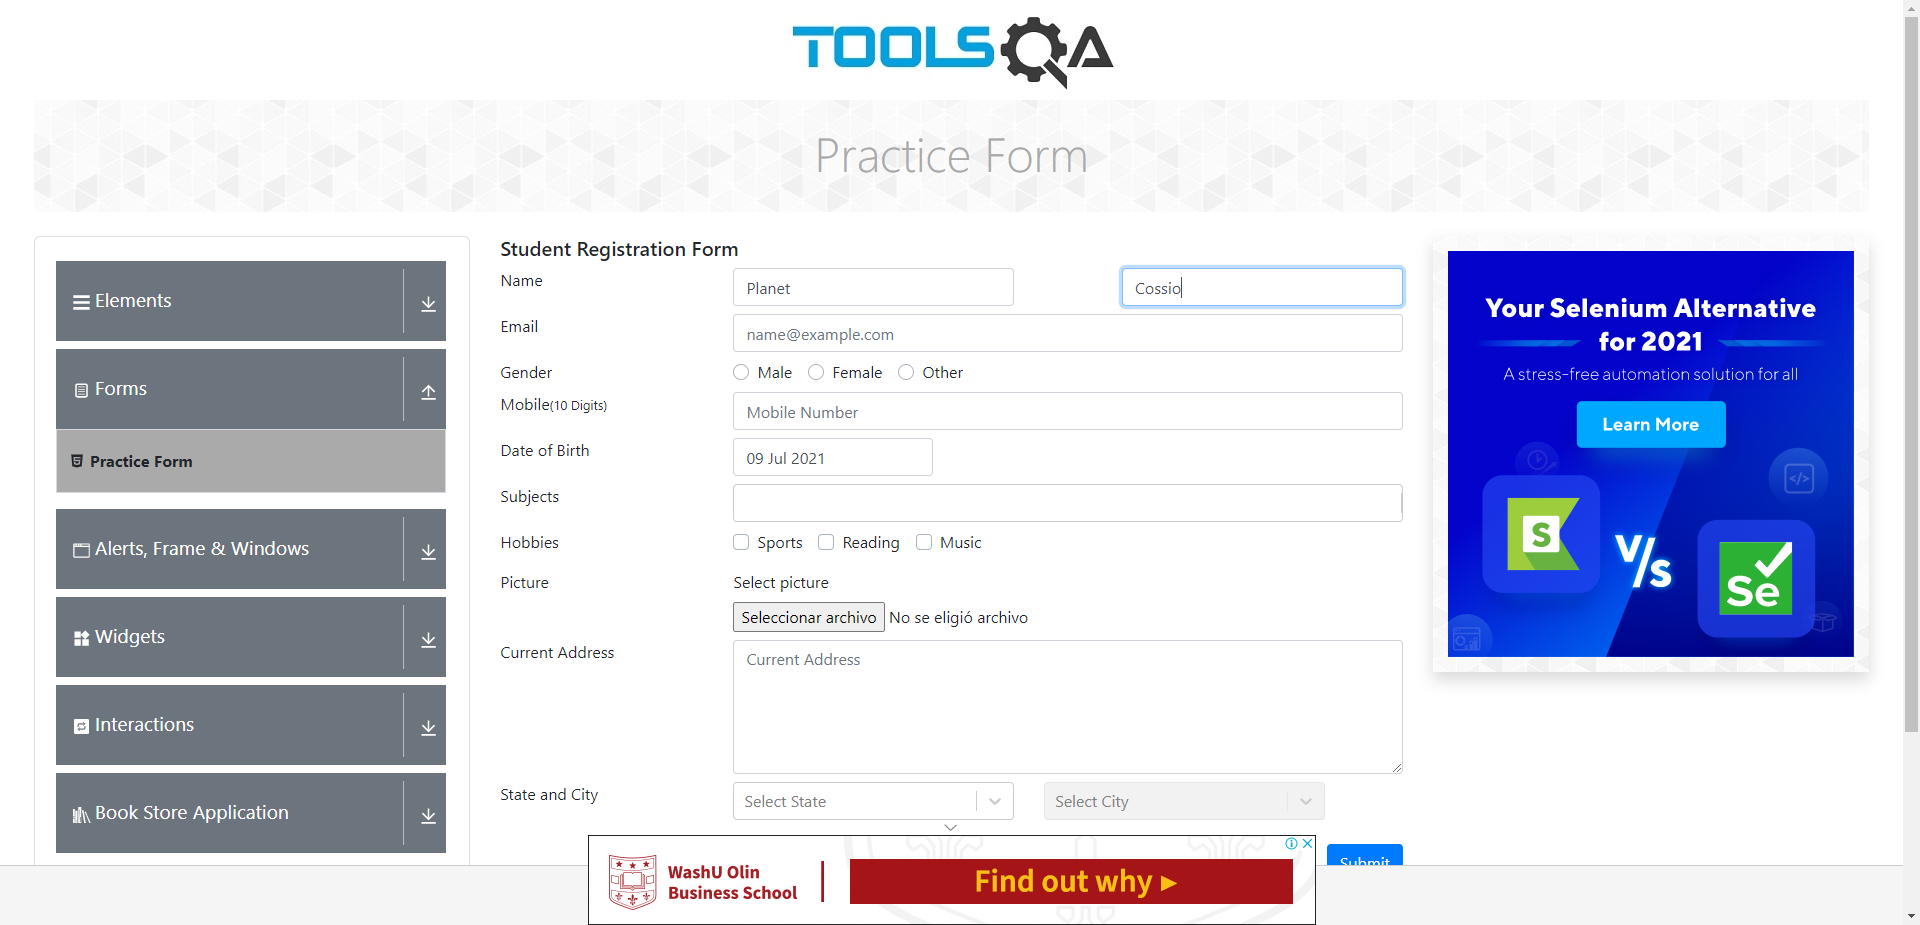 TOOLSQA
Practice Form
Elements
Forms
Practice Form
Alerts, Frame & Windows
Widgets
Interactions
Book Store Application
Student Registration Form
Name
Planet
Cossio
Email
name@example.com
Gender
Male
Female
Other
Mobile(10 Digits)
Mobile Number
Date of Birth
09 Jul 2021
Subjects
Hobbies
Sports
Reading
Music
Picture
Select picture
Seleccionar archivo No se eligió archivo
Current Address
Current Address
State and City
Select State
Select City
Submit
Your Selenium Alternative
for 2021
A stress-free automation solution for all
Learn More
S
V/s
Se
WashU Olin
Business School
Find out why ▸